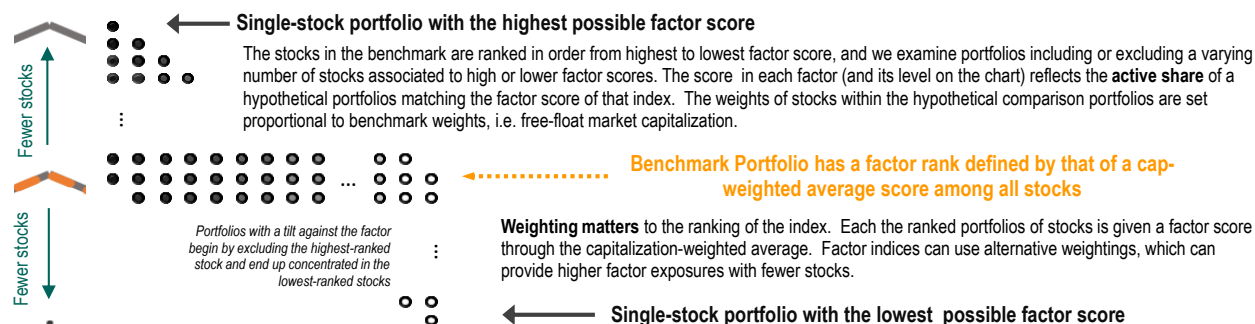 Single-stock portfolio with the highest possible factor score
The stocks in the benchmark are ranked in order from highest to lowest factor score, and we examine portfolios including or excluding a varying
number of stocks associated to high or lower factor scores. The score in each factor (and its level on the chart) reflects the active share of a
hypothetical portfolios matching the factor score of that index. The weights of stocks within the hypothetical comparison portfolios are set
proportional to benchmark weights, i.e. free-float market capitalization.
Fewer stocks
...
...
Benchmark Portfolio has a factor rank defined by that of a cap-
weighted average score among all stocks
Fewer stocks
Portfolios with a tilt against the factor
begin by excluding the highest-ranked
stock and end up concentrated in the
lowest-ranked stocks
...
Weighting matters to the ranking of the index. Each the ranked portfolios of stocks is given a factor score
through the capitalization-weighted average. Factor indices can use alternative weightings, which can
provide higher factor exposures with fewer stocks.
Single-stock portfolio with the lowest possible factor score